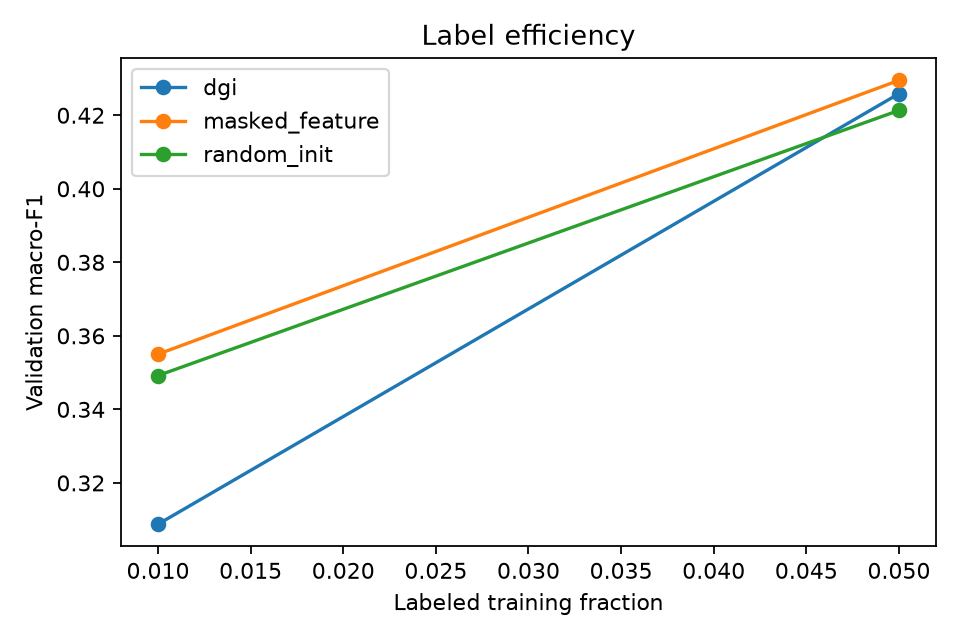 Label efficiency
dgi
masked_feature
random_init
Validation macro-F1
0.42
0.40
0.38
0.36
0.34
0.32
0.010 0.015 0.020 0.025 0.030 0.035 0.040 0.045 0.050
Labeled training fraction